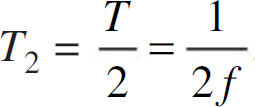 T₂ = T/2 = 1/2f